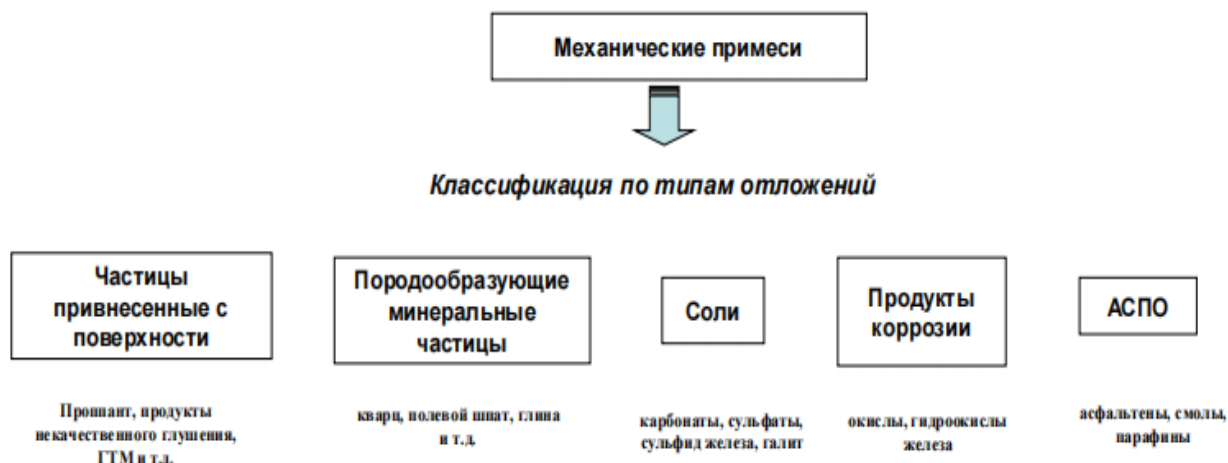 Механические примеси
Классификация по типам отложений
Частицы
привнесенные с
поверхности
Породообразующие
минеральные
частицы
Соли
Продукты
коррозии
АСПО
Проппант, продукты
некачественного глушения,
ГТМ и т.д.
кварц, полевой шпат, глина
и т.д.
карбонаты, сульфаты,
сульфид железа, галит
окислы, гидроокислы
железа
асфальтены, смолы,
парафины